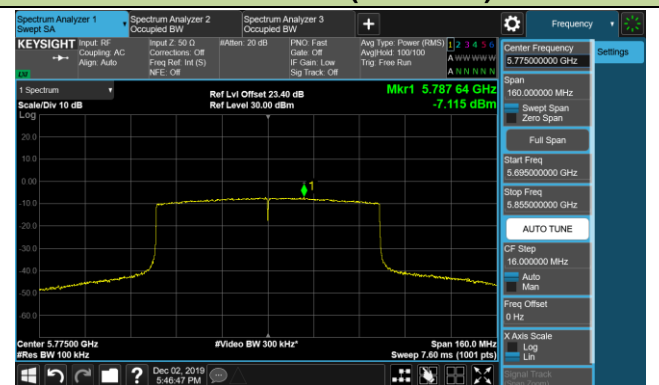 Spectrum Analyzer 1
Swept SA
Spectrum Analyzer 2
Occupied BW
Spectrum Analyzer 3
Occupied BW
+
Frequency
KEYSIGHT
Input: RF
Coupling: AC
Align: Auto
Input Z: 50 Ω
Corrections: Off
Freq Ref: Int (S)
NFE: Off
#Atten: 20 dB
PNO: Fast
Gate: Off
IF Gain: Low
Sig Track: Off
Avg Type: Power (RMS)
Avg|Hold: 100/100
Trig: Free Run
1 2 3 4 5 6
A W W W W W
A N N N N N
1 Spectrum
Scale/Div 10 dB
Log
Ref Lvl Offset 23.40 dB
Ref Level 30.00 dBm
Mkr1 5.787 64 GHz
-7.115 dBm
20.0
10.0
0.00
-10.0
-20.0
-30.0
-40.0
-50.0
-60.0
1
Center 5.77500 GHz
#Res BW 100 kHz
#Video BW 300 kHz*
Span 160.0 MHz
Sweep 7.60 ms (1001 pts)
Dec 02, 2019
5:46:47 PM
?
Center Frequency
5.775000000 GHz
Settings
Span
160.000000 MHz
Swept Span
Zero Span
Full Span
Start Freq
5.695000000 GHz
Stop Freq
5.855000000 GHz
AUTO TUNE
CF Step
16.000000 MHz
Auto
Man
Freq Offset
0 Hz
X Axis Scale
Log
Lin
Signal Track